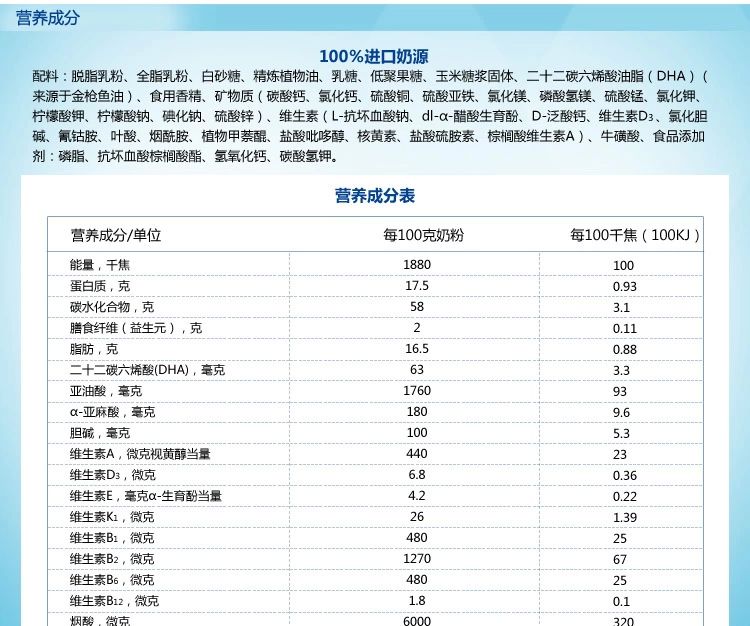 营养成分
100%进口奶源
配料：脱脂乳粉、全脂乳粉、白砂糖、精炼植物油、乳糖、低聚果糖、玉米糖浆固体、二十二碳六烯酸油脂（DHA）（
来源于金枪鱼油）、食用香精、矿物质（碳酸钙、氯化钙、硫酸铜、硫酸亚铁、氯化镁、磷酸氢镁、硫酸锰、氯化钾、
柠檬酸钾、柠檬酸钠、碘化钠、硫酸锌）、维生素（L-抗坏血酸钠、dl-α-醋酸生育酚、D-泛酸钙、维生素D3、氯化胆
碱、氰钴胺、叶酸、烟酰胺、植物甲萘醌、盐酸吡哆醇、核黄素、盐酸硫胺素、棕榈酸维生素A）、牛磺酸、食品添加
剂：磷脂、抗坏血酸棕榈酸酯、氢氧化钙、碳酸氢钾。
营养成分表
营养成分/单位 每100克奶粉 每100千焦（100KJ）
能量，千焦 1880 100
蛋白质，克 17.5 0.93
碳水化合物，克 58 3.1
膳食纤维（益生元），克 2 0.11
脂肪，克 16.5 0.88
二十二碳六烯酸(DHA)，毫克 63 3.3
亚油酸，毫克 1760 93
α-亚麻酸，毫克 180 9.6
胆碱，毫克 100 5.3
维生素A，微克视黄醇当量 440 23
维生素D3，微克 6.8 0.36
维生素E，毫克α-生育酚当量 4.2 0.22
维生素K1，微克 26 1.39
维生素B1，微克 480 25
维生素B2，微克 1270 67
维生素B6，微克 480 25
维生素B12，微克 1.8 0.1
烟酸，微克 6000 320